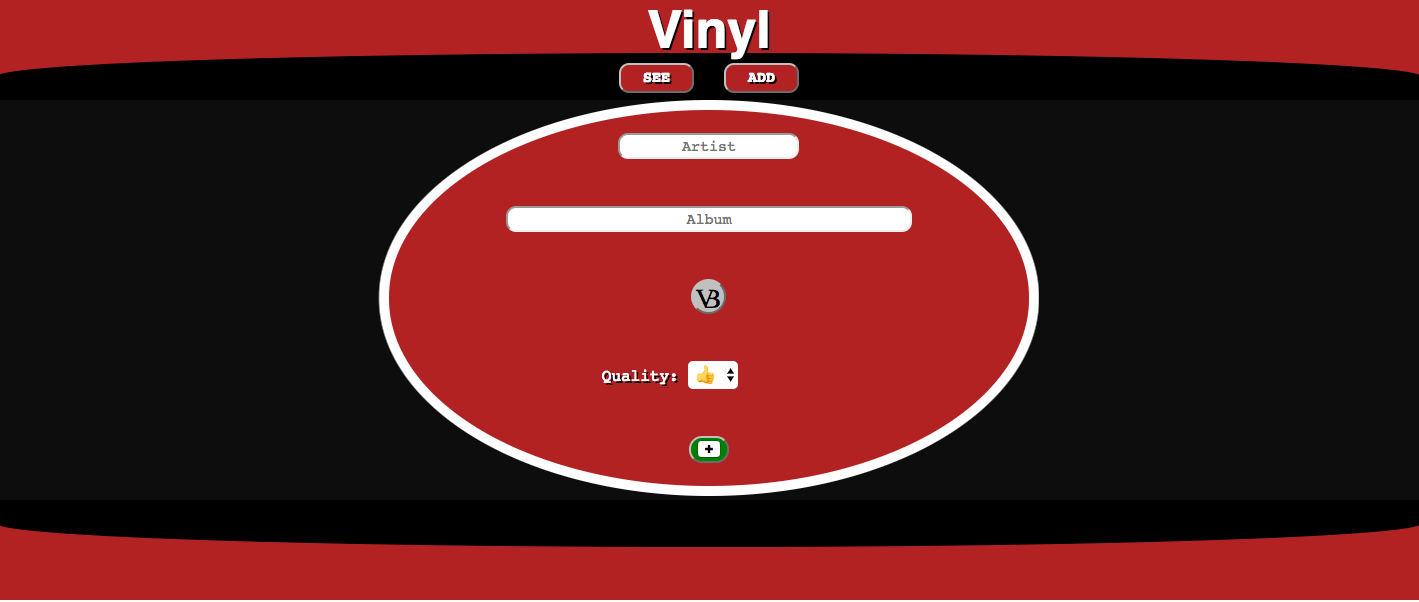 Vinyl
SEE ADD
Artist
Album
VB
Quality: 👍
+